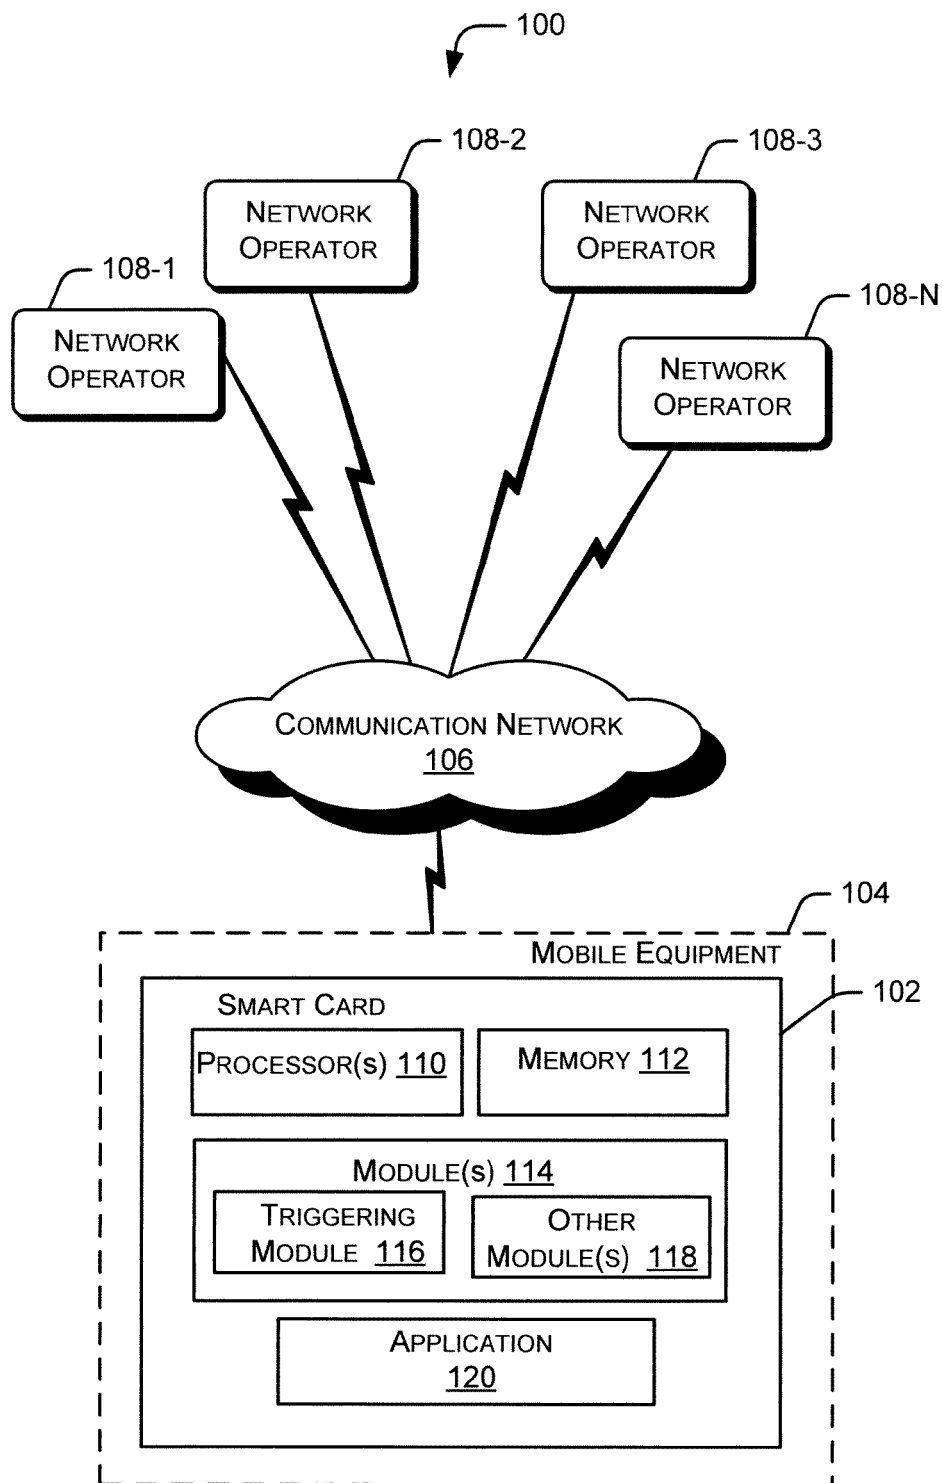 100
108-2
108-3
NETWORK
OPERATOR
NETWORK
OPERATOR
108-1
108-N
NETWORK
OPERATOR
NETWORK
OPERATOR
COMMUNICATION NETWORK
106
104
MOBILE EQUIPMENT
102
SMART CARD
PROCESSOR(S) 110
MEMORY 112
MODULE(S) 114
TRIGGERING
MODULE 116
OTHER
MODULE(S) 118
APPLICATION
120